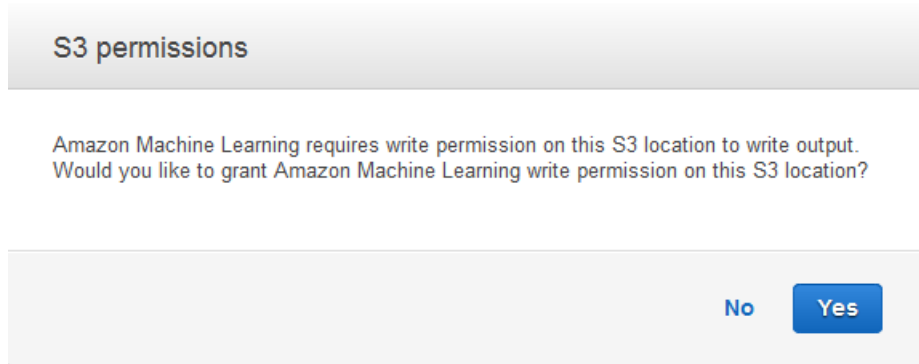 S3 permissions
Amazon Machine Learning requires write permission on this S3 location to write output.
Would you like to grant Amazon Machine Learning write permission on this S3 location?
No
Yes